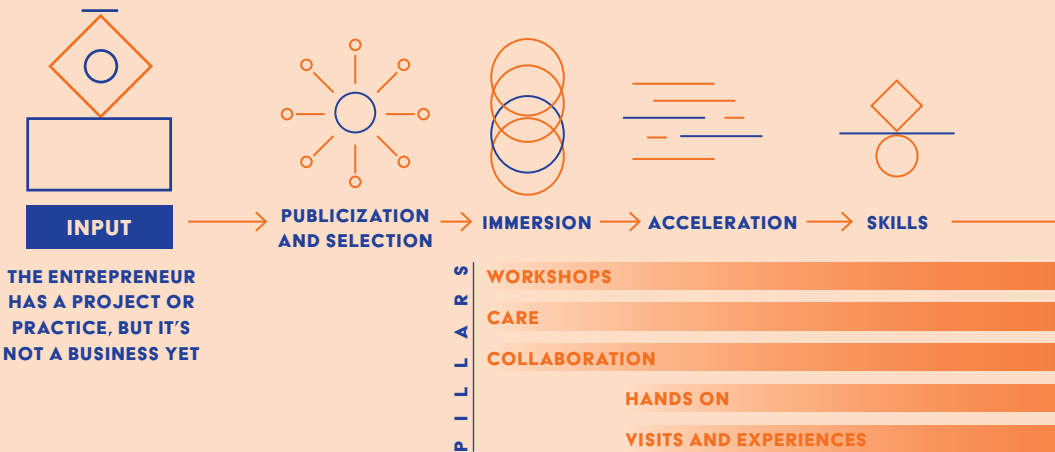 INPUT
PUBLICIZATION
AND SELECTION
IMMERSION
ACCELERATION
SKILLS
THE ENTREPRENEUR
HAS A PROJECT OR
PRACTICE, BUT IT'S
NOT A BUSINESS YET
PILLARS
WORKSHOPS
CARE
COLLABORATION
HANDS ON
VISITS AND EXPERIENCES